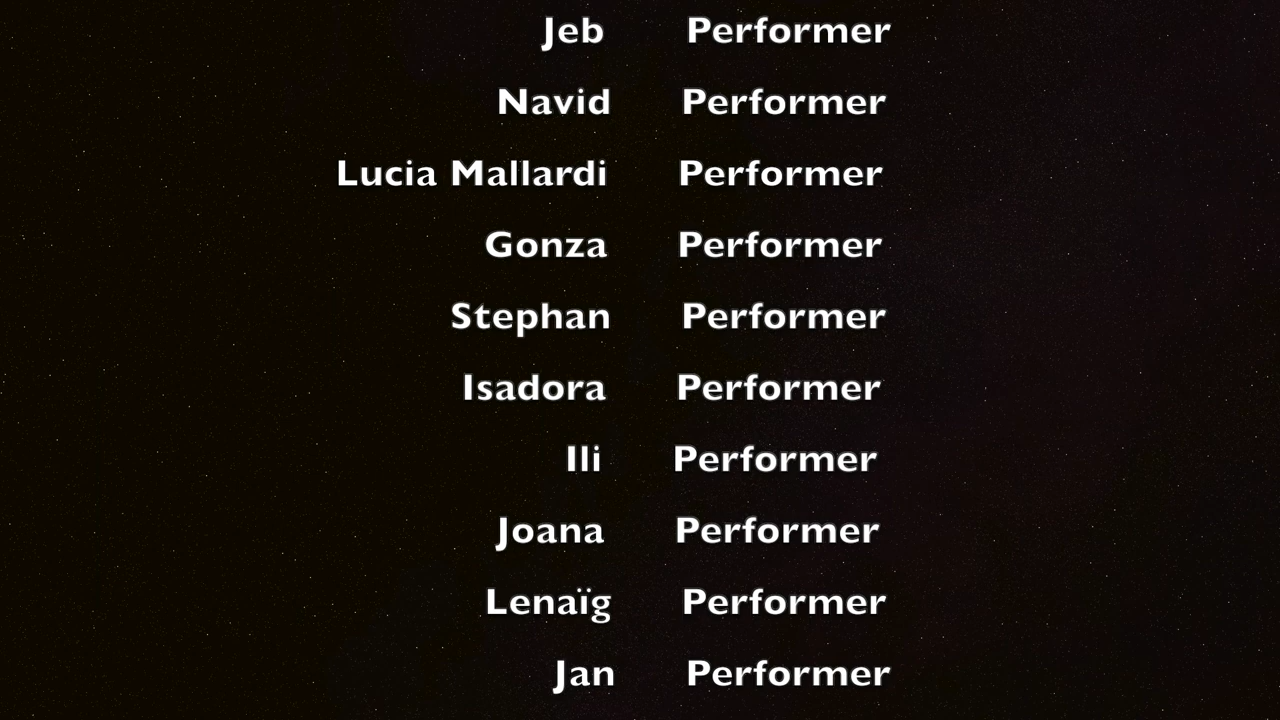 Jeb Performer
Navid Performer
Lucia Mallardi Performer
Gonza Performer
Stephan Performer
Isadora Performer
Ili Performer
Joana Performer
Lenaïg Performer
Jan Performer